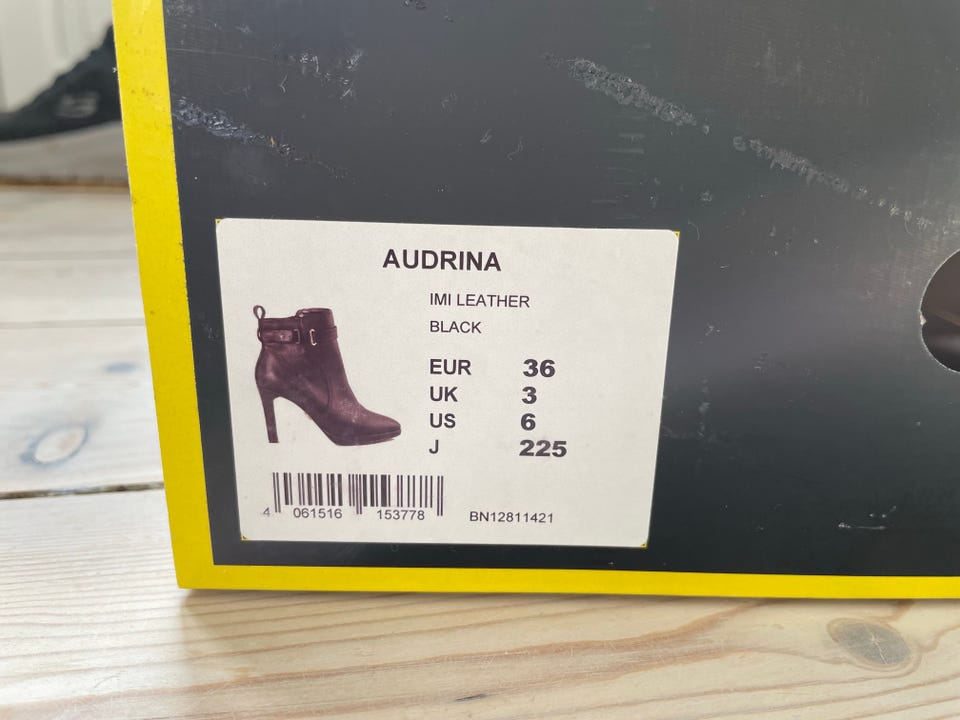 AUDRINA
IMI LEATHER
BLACK
EUR 36
UK 3
US 6
J 225
4 061516 153778 BN12811421